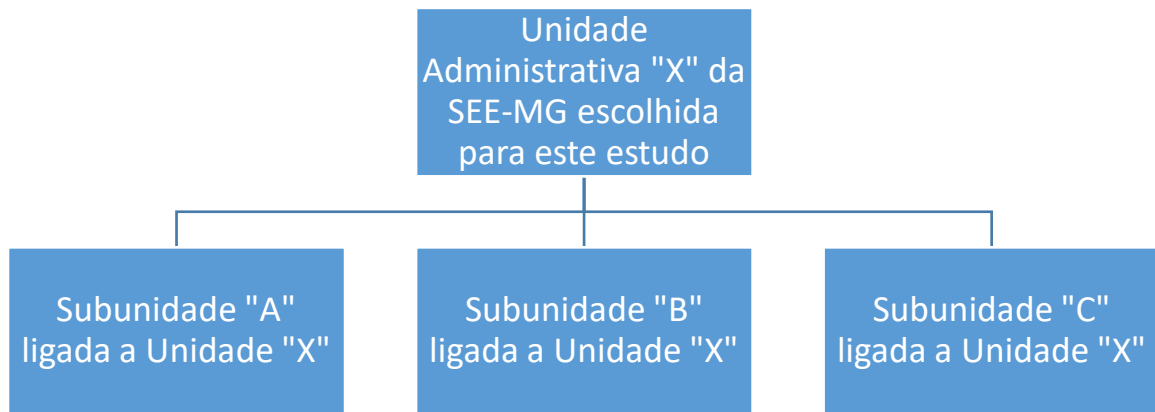 Unidade
Administrativa "X" da
SEE-MG escolhida
para este estudo
Subunidade "A"
ligada a Unidade "X"
Subunidade "B"
ligada a Unidade "X"
Subunidade "C"
ligada a Unidade "X"